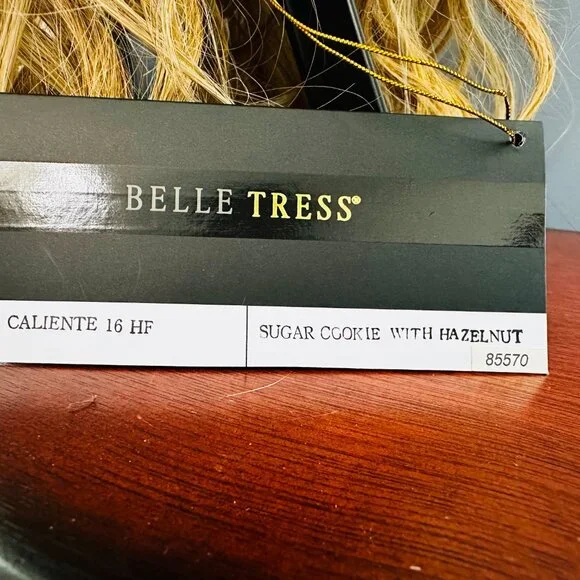 BELLE TRESS®
CALIENTE 16 HF
SUGAR COOKIE WITH HAZELNUT
85570